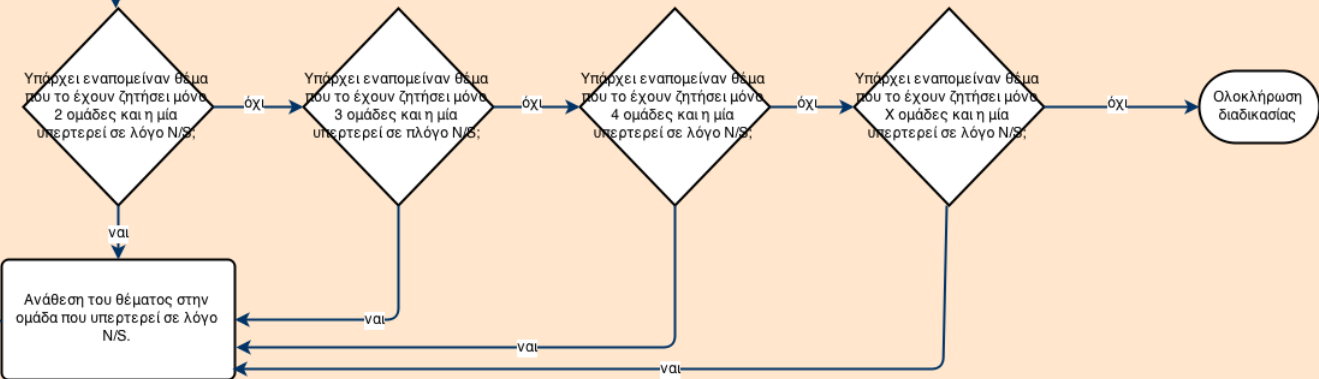 Υπάρχει εναπομείναν θέμα
που το έχουν ζητήσει μόνο
2 ομάδες και η μία
υπερτερεί σε λόγο N/S;
όχι
Υπάρχει εναπομείναν θέμα
που το έχουν ζητήσει μόνο
3 ομάδες και η μία
υπερτερεί σε πλόγο N/S;
όχι
Υπάρχει εναπομείναν θέμα
που το έχουν ζητήσει μόνο
4 ομάδες και η μία
υπερτερεί σε λόγο N/S;
όχι
Υπάρχει εναπομείναν θέμα
που το έχουν ζητήσει μόνο
X ομάδες και η μία
υπερτερεί σε λόγο N/S;
όχι
Ολοκλήρωση
διαδικασίας
ναι
Ανάθεση του θέματος στην
ομάδα που υπερτερεί σε λόγο
N/S.
ναι
ναι
ναι